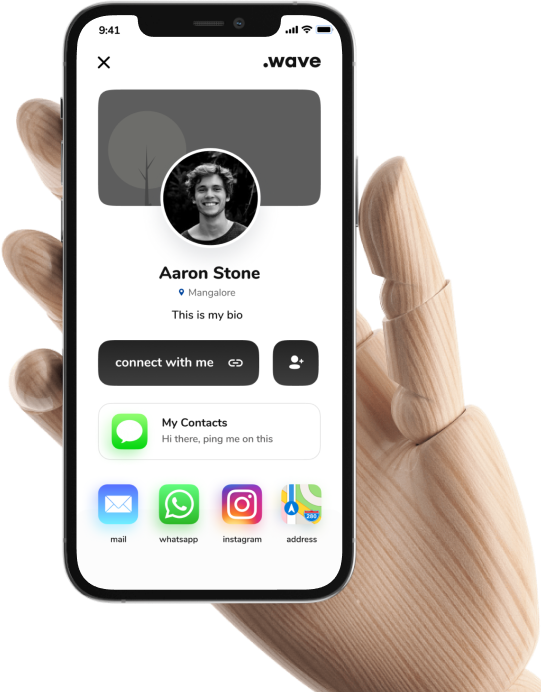 9:41
.wave
Aaron Stone
Mangalore
This is my bio
connect with me
My Contacts
Hi there, ping me on this
280
mail
whatsapp
instagram
address